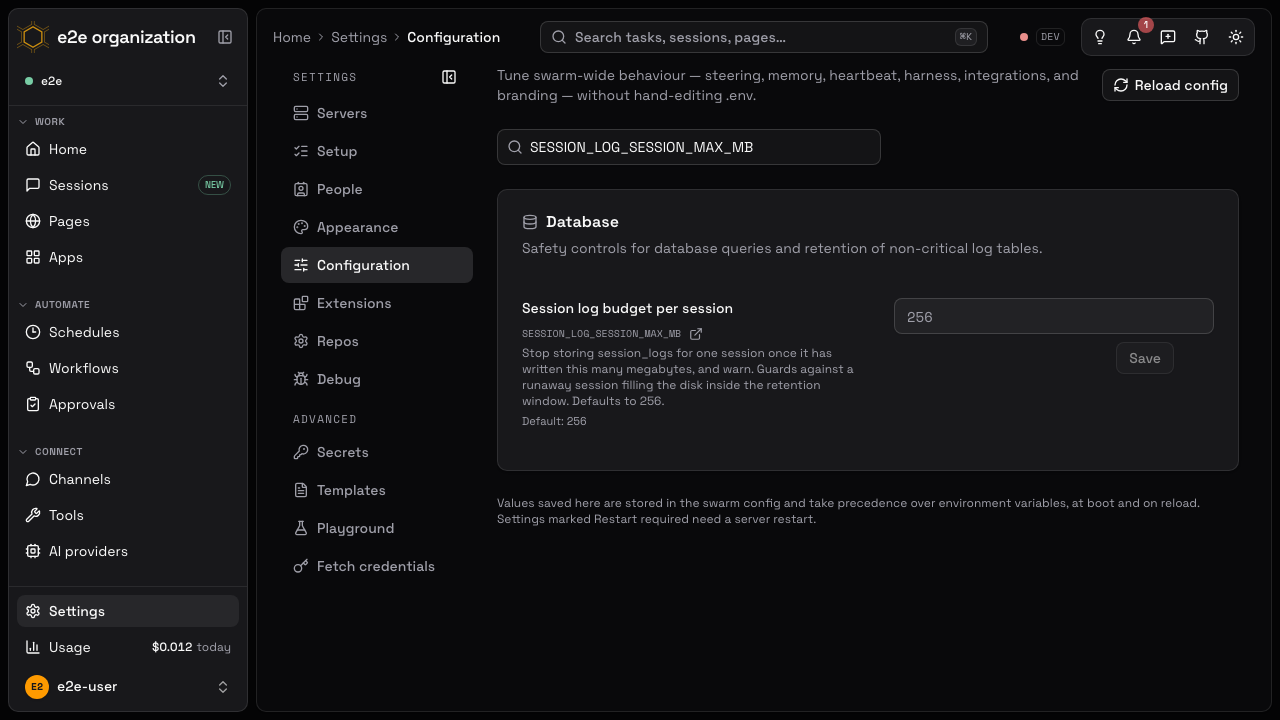 e2e organization
e2e
WORK
Home
Sessions NEW
Pages
Apps
AUTOMATE
Schedules
Workflows
Approvals
CONNECT
Channels
Tools
AI providers
Settings
Usage $0.012 today
E2 e2e-user
Home > Settings > Configuration
Search tasks, sessions, pages... ⌘K
DEV
1
SETTINGS
Servers
Setup
People
Appearance
Configuration
Extensions
Repos
Debug
ADVANCED
Secrets
Templates
Playground
Fetch credentials
Tune swarm-wide behaviour — steering, memory, heartbeat, harness, integrations, and
branding — without hand-editing .env.
Reload config
SESSION_LOG_SESSION_MAX_MB
Database
Safety controls for database queries and retention of non-critical log tables.
Session log budget per session
SESSION_LOG_SESSION_MAX_MB
Stop storing session_logs for one session once it has
written this many megabytes, and warn. Guards against a
runaway session filling the disk inside the retention
window. Defaults to 256.
Default: 256
256
Save
Values saved here are stored in the swarm config and take precedence over environment variables, at boot and on reload.
Settings marked Restart required need a server restart.